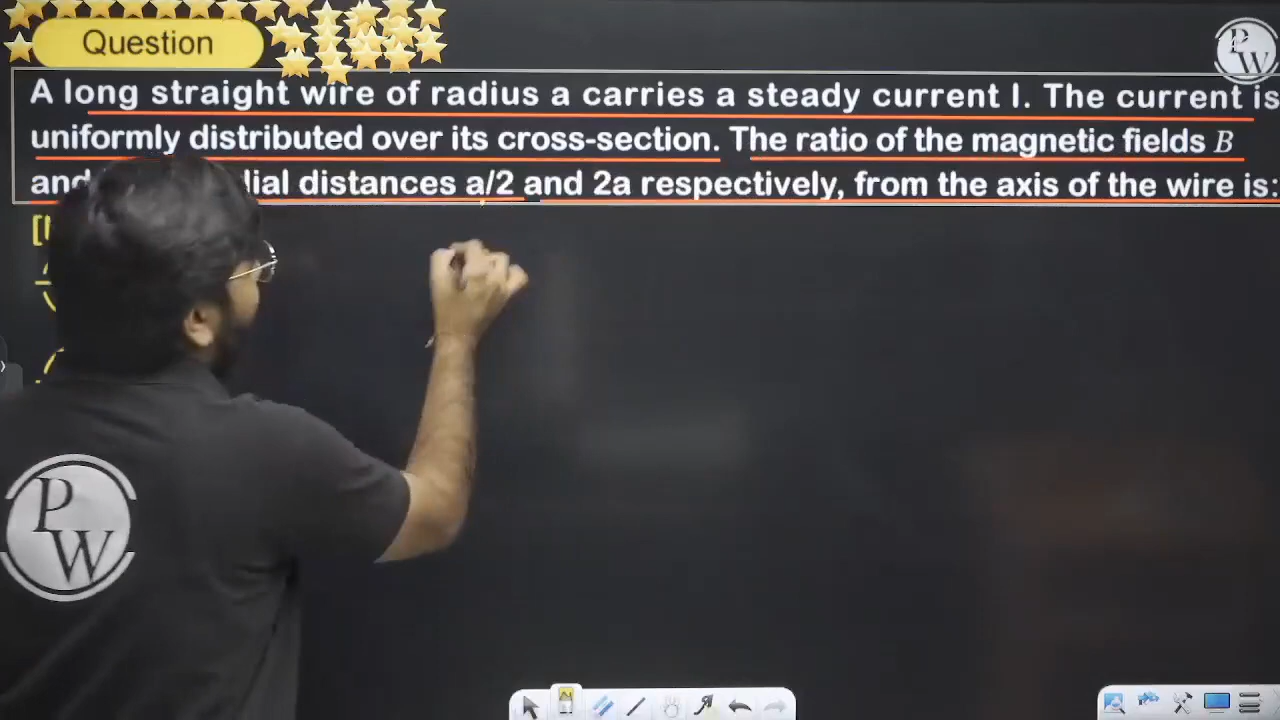 Question
P
W
A long straight wire of radius a carries a steady current I. The current is
uniformly distributed over its cross-section. The ratio of the magnetic fields B
and dial distances a/2 and 2a respectively, from the axis of the wire is:
[
P
W